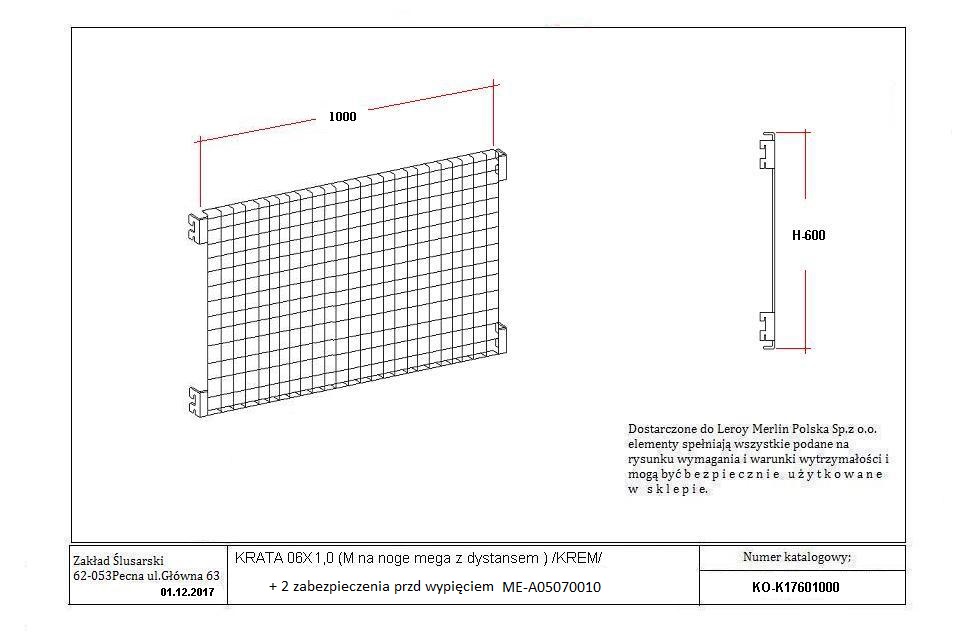 1000
H-600
Dostarczone do Leroy Merlin Polska Sp.z o.o.
elementy spełniają wszystkie podane na
rysunku wymagania i warunki wytrzymałości i
mogą być bezpiecznie użytkowane
w sklepie.
Zakład Ślusarski
62-053Pecna ul.Główna 63
01.12.2017
KRATA 06X1,0 (M na noge mega z dystansem ) /KREM/
+ 2 zabezpieczenia przd wypięciem ME-A05070010
Numer katalogowy;
KO-K17601000